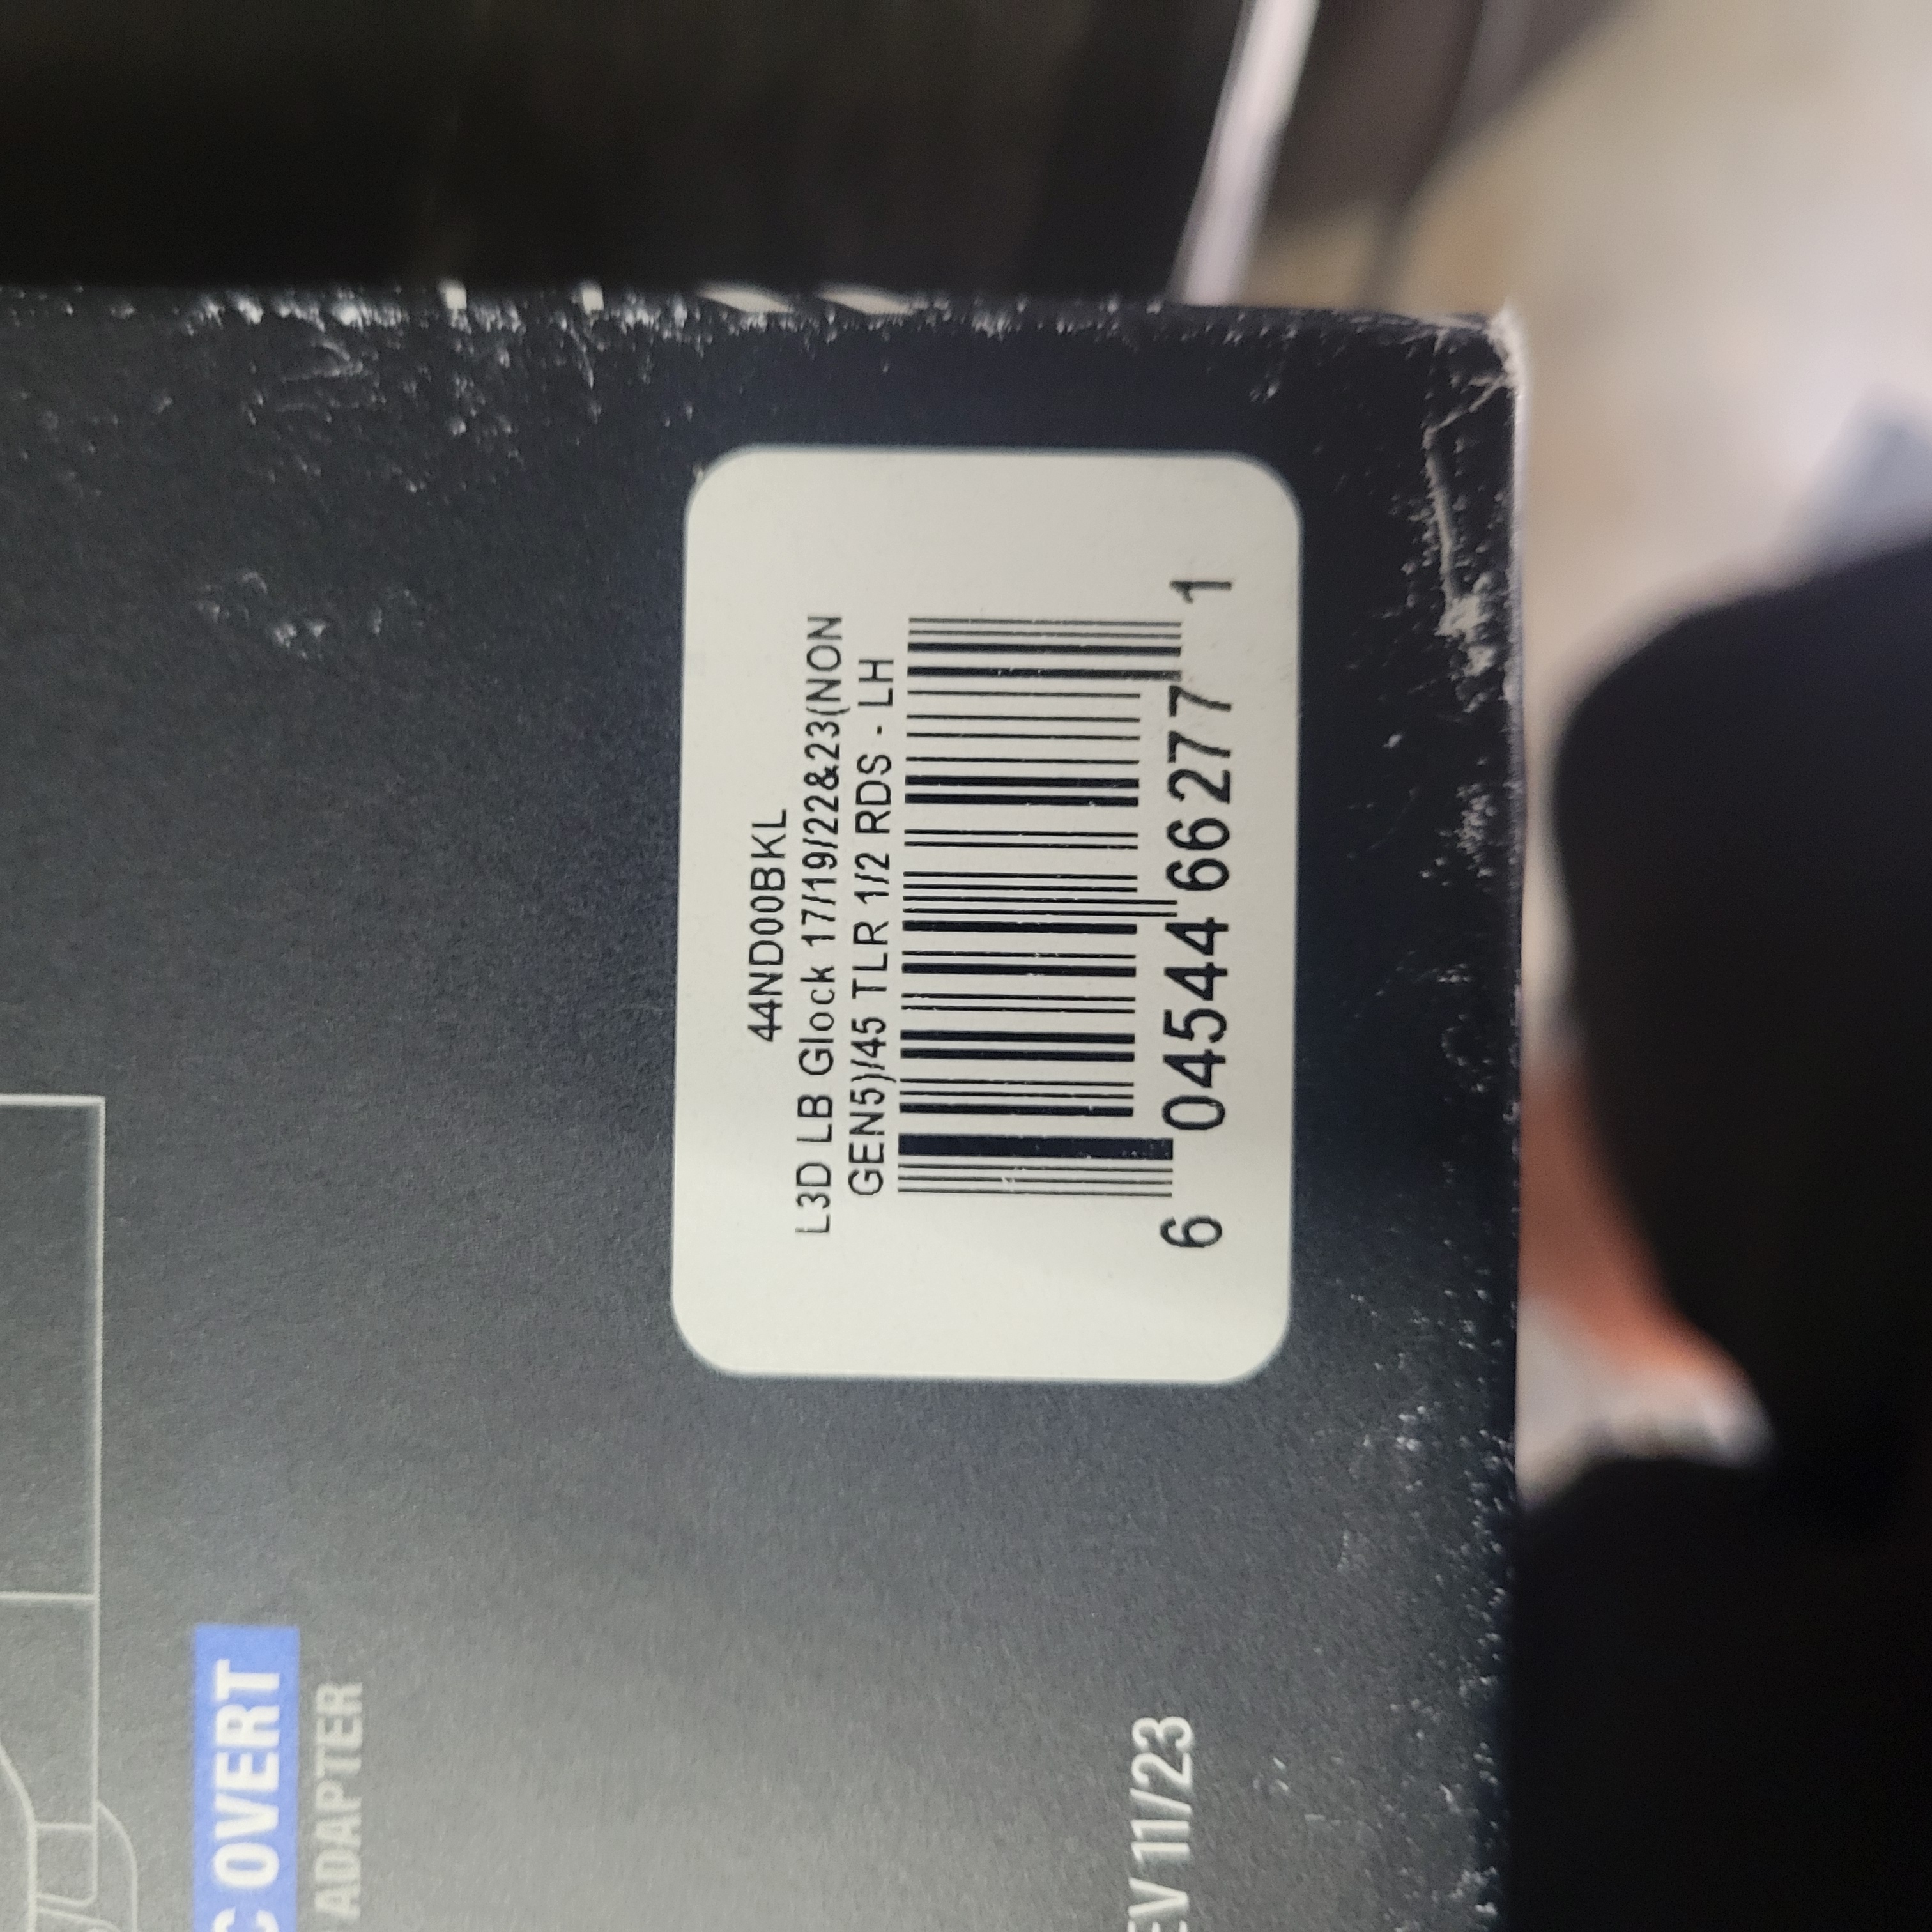 44ND00BKL
L3D LB Glock 17/19/22&23(NON
GEN5)/45 TLR 1/2 RDS - LH
6 04544 66277 1
OVERT
ADAPTER
11/23